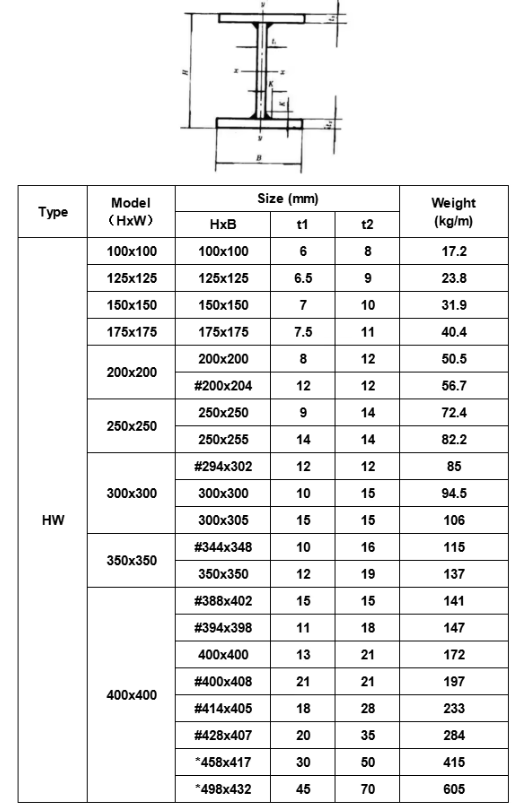 y
t₁
H
x
x
K
K
y
B
Type
Model
（HxW）
Size (mm)
Weight
(kg/m)
HxB
t1
t2
HW
100x100
100x100
6
8
17.2
125x125
125x125
6.5
9
23.8
150x150
150x150
7
10
31.9
175x175
175x175
7.5
11
40.4
200x200
200x200
8
12
50.5
#200x204
12
12
56.7
250x250
250x250
9
14
72.4
250x255
14
14
82.2
300x300
#294x302
12
12
85
300x300
10
15
94.5
300x305
15
15
106
350x350
#344x348
10
16
115
350x350
12
19
137
400x400
#388x402
15
15
141
#394x398
11
18
147
400x400
13
21
172
#400x408
21
21
197
#414x405
18
28
233
#428x407
20
35
284
*458x417
30
50
415
*498x432
45
70
605